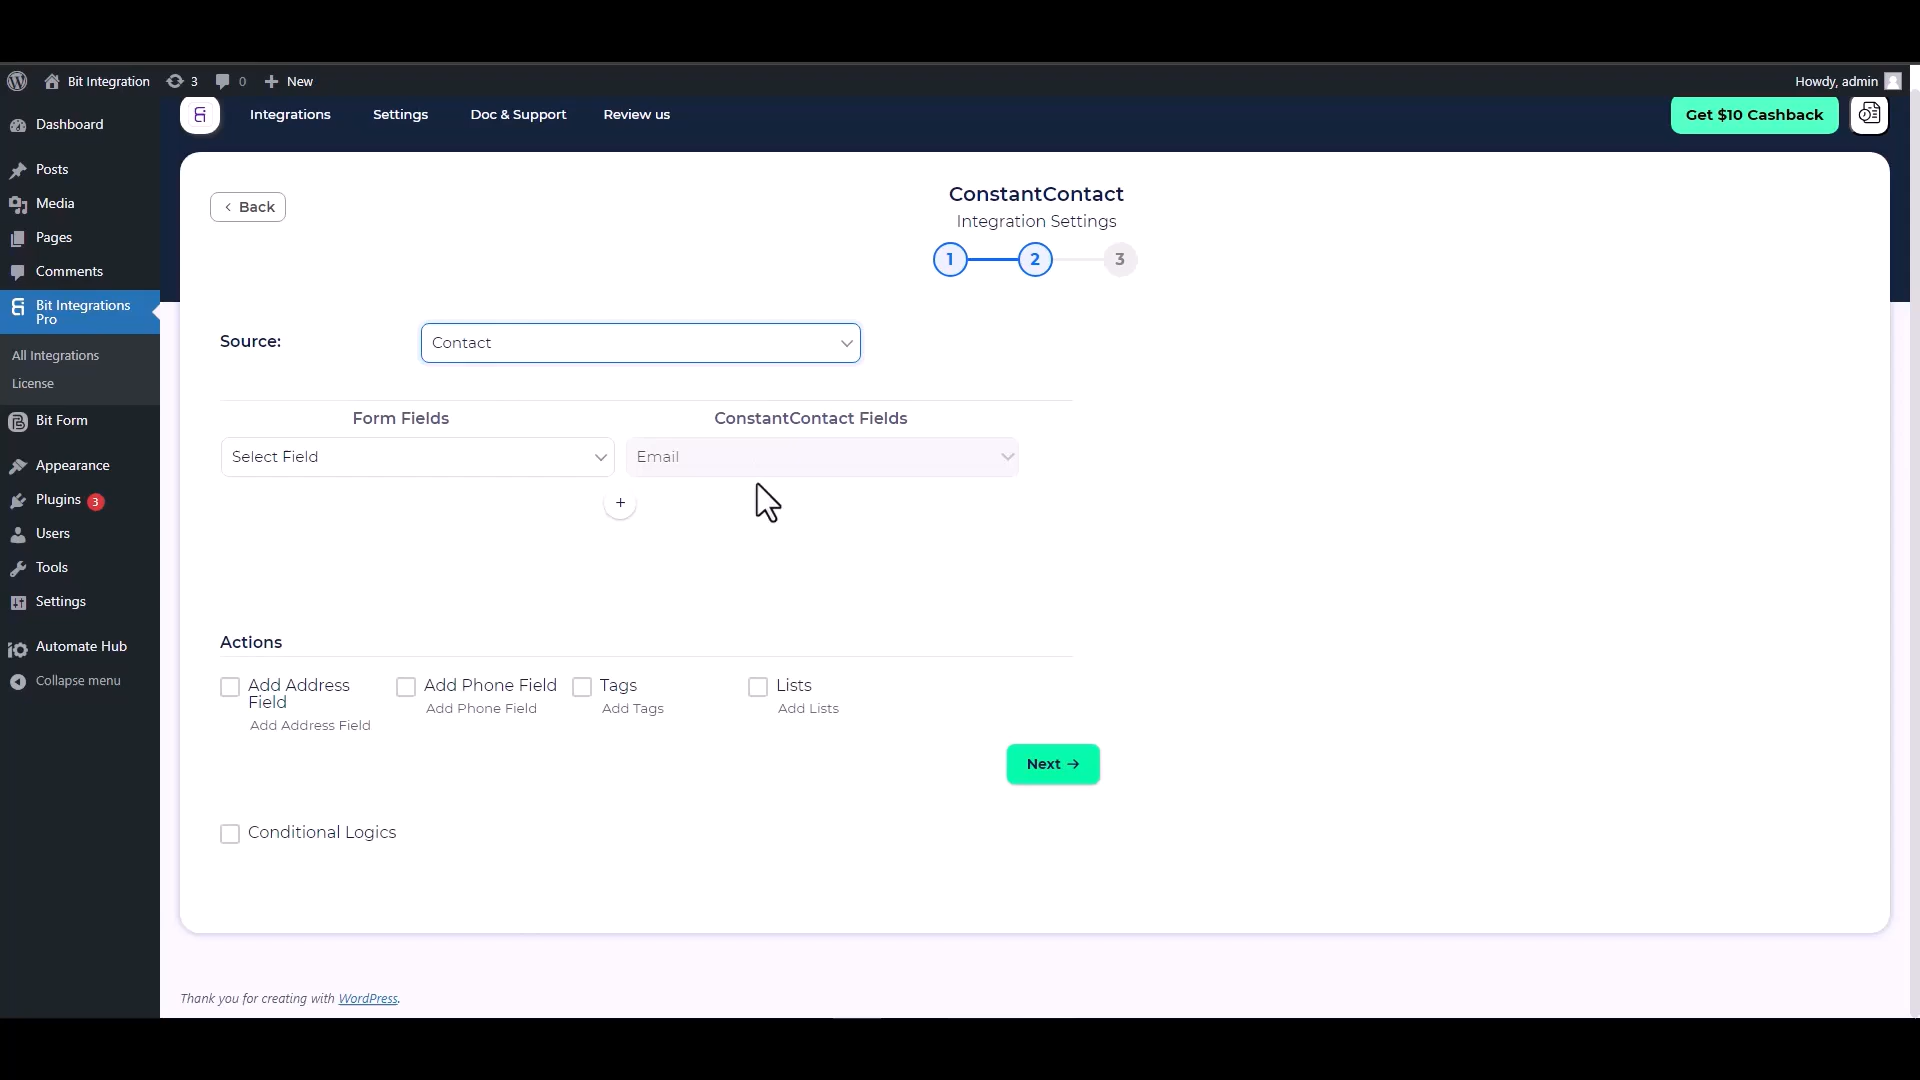 Bit Integration
3
0
New
Howdy, admin
Integrations
Settings
Doc & Support
Review us
Get $10 Cashback
Dashboard
Posts
Media
Pages
Comments
Bit Integrations
Pro
All Integrations
License
Bit Form
Appearance
Plugins 3
Users
Tools
Settings
Automate Hub
Collapse menu
Back
ConstantContact
Integration Settings
1
2
3
Source:
Contact
Form Fields
ConstantContact Fields
Select Field
Email
+
Actions
Add Address
Field
Add Address Field
Add Phone Field
Add Phone Field
Tags
Add Tags
Lists
Add Lists
Next →
Conditional Logics
Thank you for creating with WordPress.